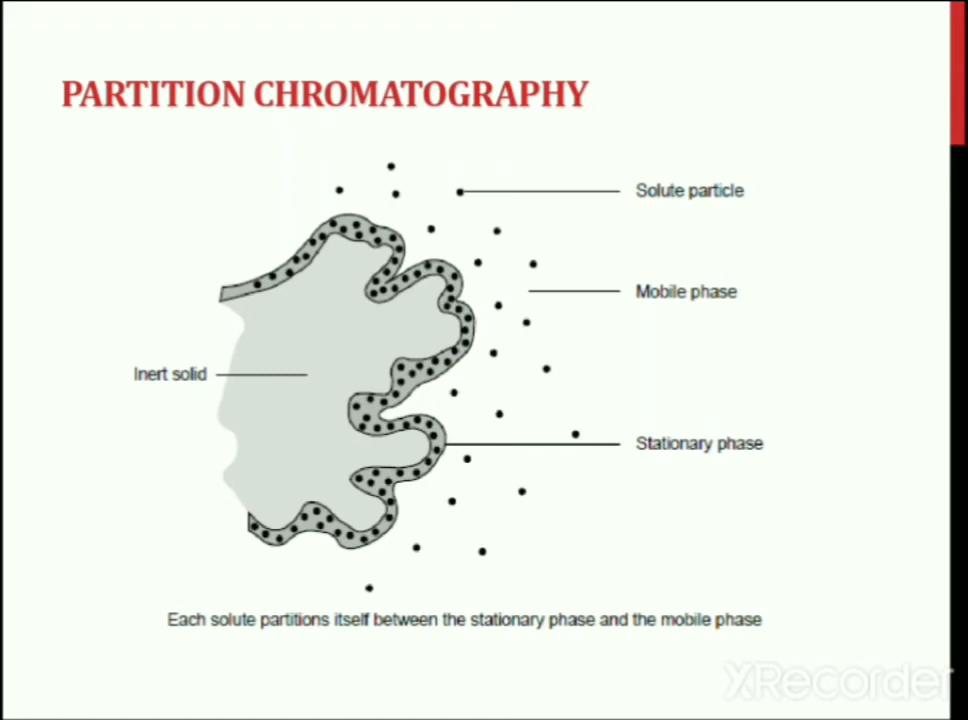 PARTITION CHROMATOGRAPHY
Solute particle
Mobile phase
Inert solid
Stationary phase
Each solute partitions itself between the stationary phase and the mobile phase
XRecorder